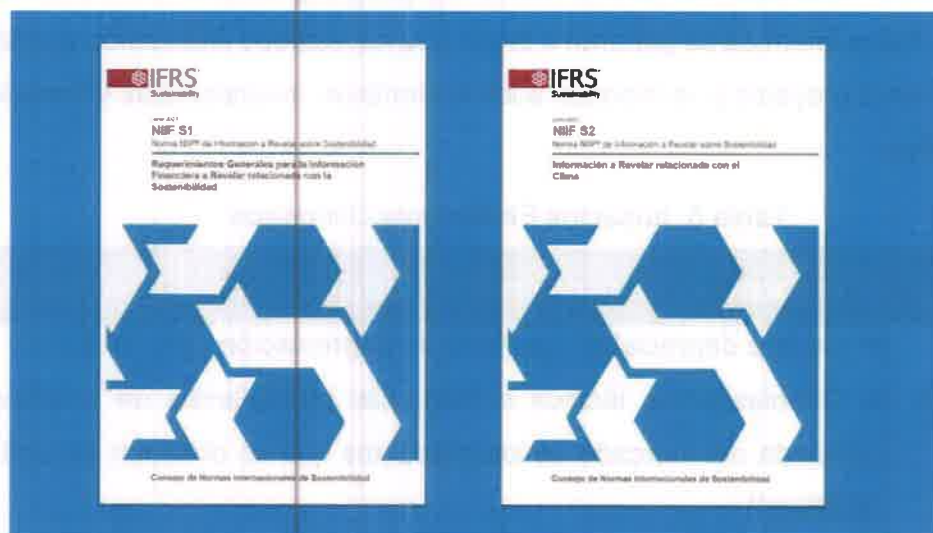 IFRS
Sustainability
NIIF S1
Norma NIIF® de Información a Revelar sobre Sostenibilidad
Requerimientos Generales para la Información
Financiera a Revelar relacionada con la
Sostenibilidad
Consejo de Normas Internacionales de Sostenibilidad
IFRS
Sustainability
NIIF S2
Norma NIIF® de Información a Revelar sobre Sostenibilidad
Información a Revelar relacionada con el
Clima
Consejo de Normas Internacionales de Sostenibilidad